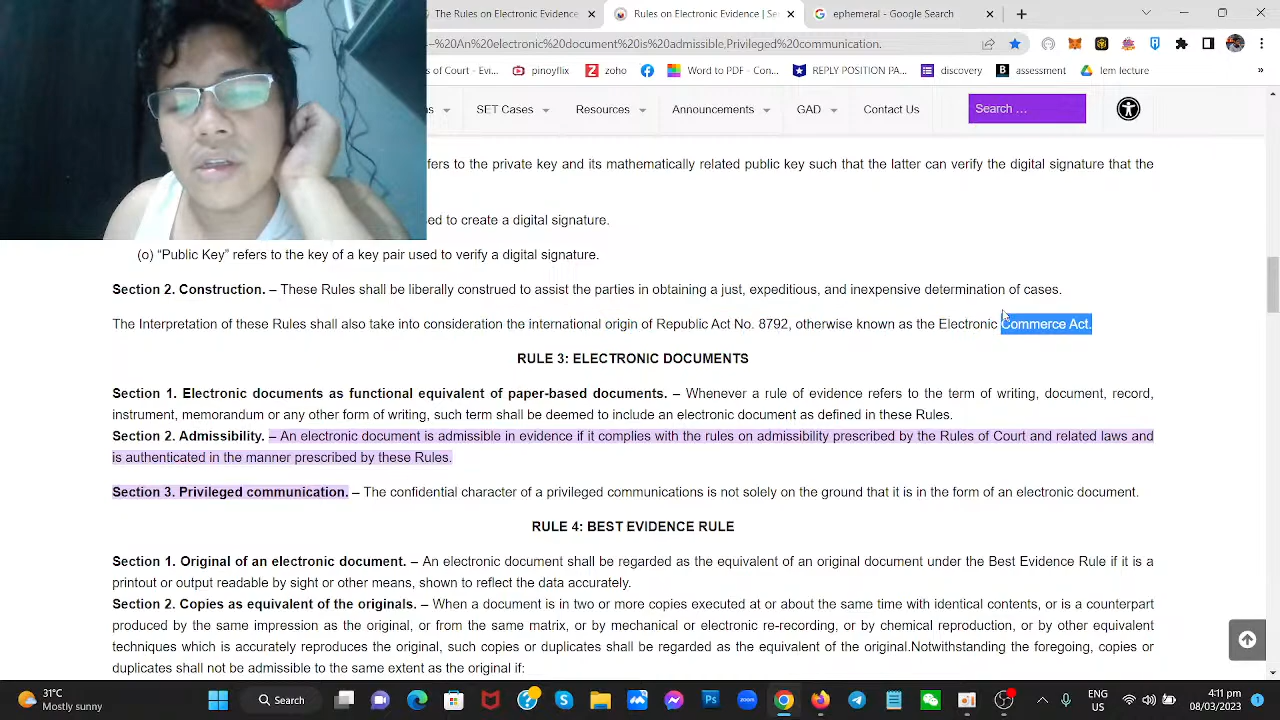 The Rules on Electronic Evidence
Rules on Electronic Evidence | Se
ephemeral - Google Search
%20An%20electronic%20document%20is%20admissible,Privileged%20communication.
s of Court - Evi...
pinoyflix
zoho
Word to PDF - Con...
REPLY POSITION PA...
discovery
assessment
lem lecture
»
SET Cases
Resources
Announcements
GAD
Contact Us
Search ...
fers to the private key and its mathematically related public key such that the latter can verify the digital signature that the
ed to create a digital signature.
(o) “Public Key” refers to the key of a key pair used to verify a digital signature.
Section 2. Construction. – These Rules shall be liberally construed to assist the parties in obtaining a just, expeditious, and inexpensive determination of cases.
The Interpretation of these Rules shall also take into consideration the international origin of Republic Act No. 8792, otherwise known as the Electronic Commerce Act.
RULE 3: ELECTRONIC DOCUMENTS
Section 1. Electronic documents as functional equivalent of paper-based documents. – Whenever a rule of evidence refers to the term of writing, document, record,
instrument, memorandum or any other form of writing, such term shall be deemed to include an electronic document as defined in these Rules.
Section 2. Admissibility. – An electronic document is admissible in evidence if it complies with the rules on admissibility prescribed by the Rules of Court and related laws and
is authenticated in the manner prescribed by these Rules.
Section 3. Privileged communication. – The confidential character of a privileged communications is not solely on the ground that it is in the form of an electronic document.
RULE 4: BEST EVIDENCE RULE
Section 1. Original of an electronic document. – An electronic document shall be regarded as the equivalent of an original document under the Best Evidence Rule if it is a
printout or output readable by sight or other means, shown to reflect the data accurately.
Section 2. Copies as equivalent of the originals. – When a document is in two or more copies executed at or about the same time with identical contents, or is a counterpart
produced by the same impression as the original, or from the same matrix, or by mechanical or electronic re-recording, or by chemical reproduction, or by other equivalent
techniques which is accurately reproduces the original, such copies or duplicates shall be regarded as the equivalent of the original.Notwithstanding the foregoing, copies or
duplicates shall not be admissible to the same extent as the original if:
31°C
Mostly sunny
Search
Ps
zoom
ENG
US
4:11 pm
08/03/2023